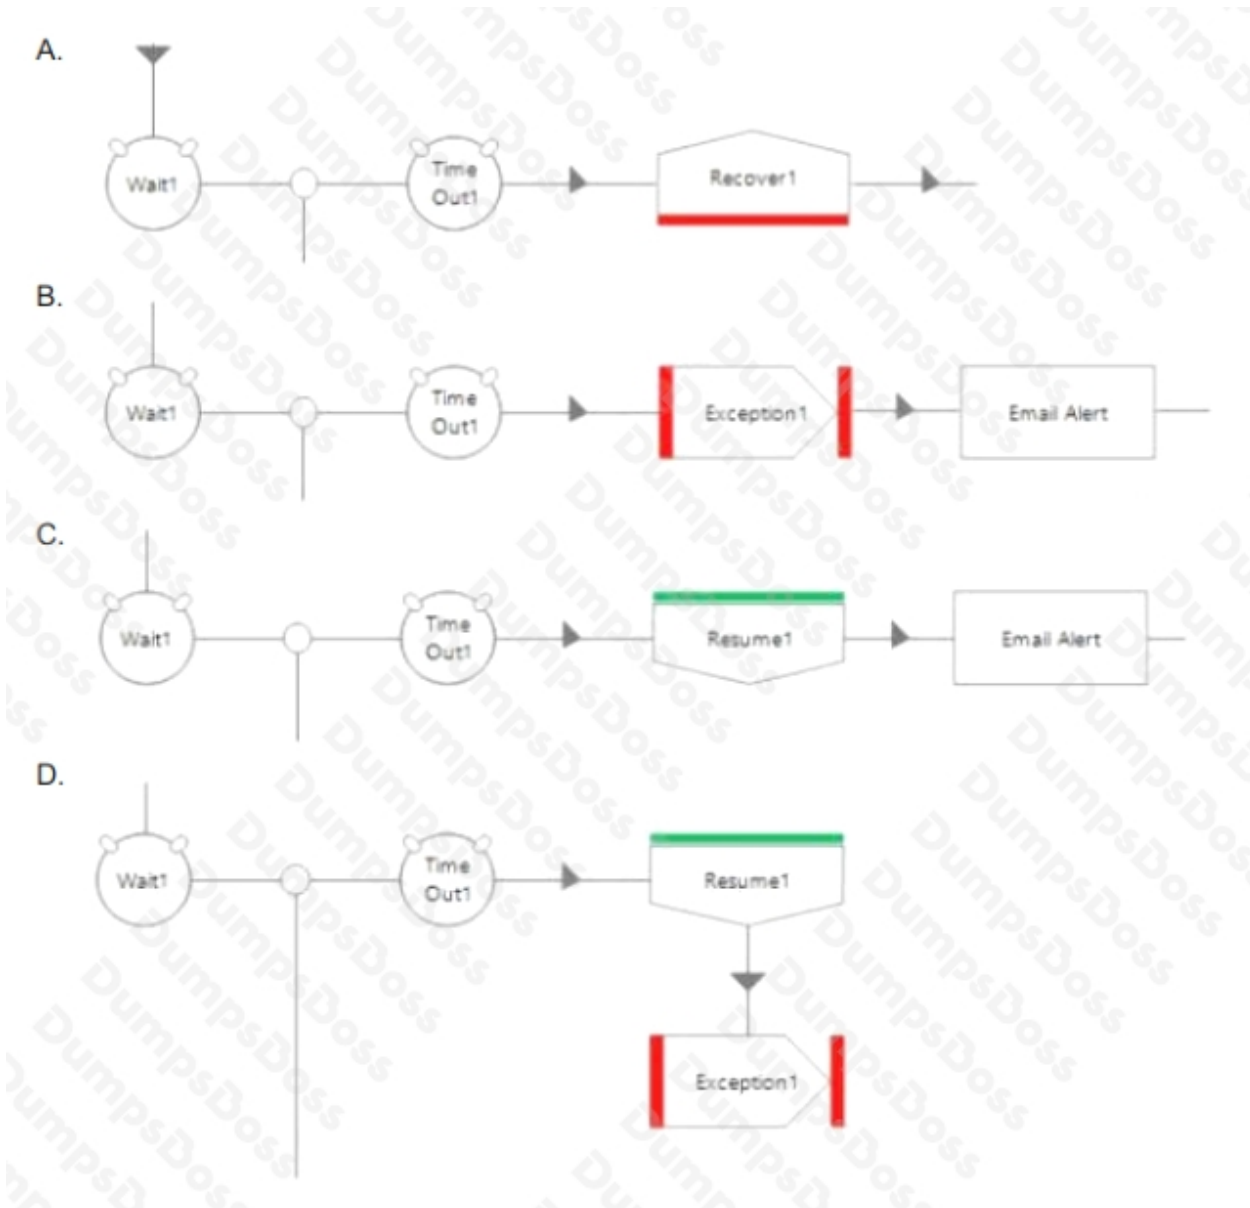 A.
Wait1
Time
Out1
Recover1
B.
Wait1
Time
Out1
Exception1
Email Alert
C.
Wait1
Time
Out1
Resume1
Email Alert
D.
Wait1
Time
Out1
Resume1
Exception1
DumpsDoss